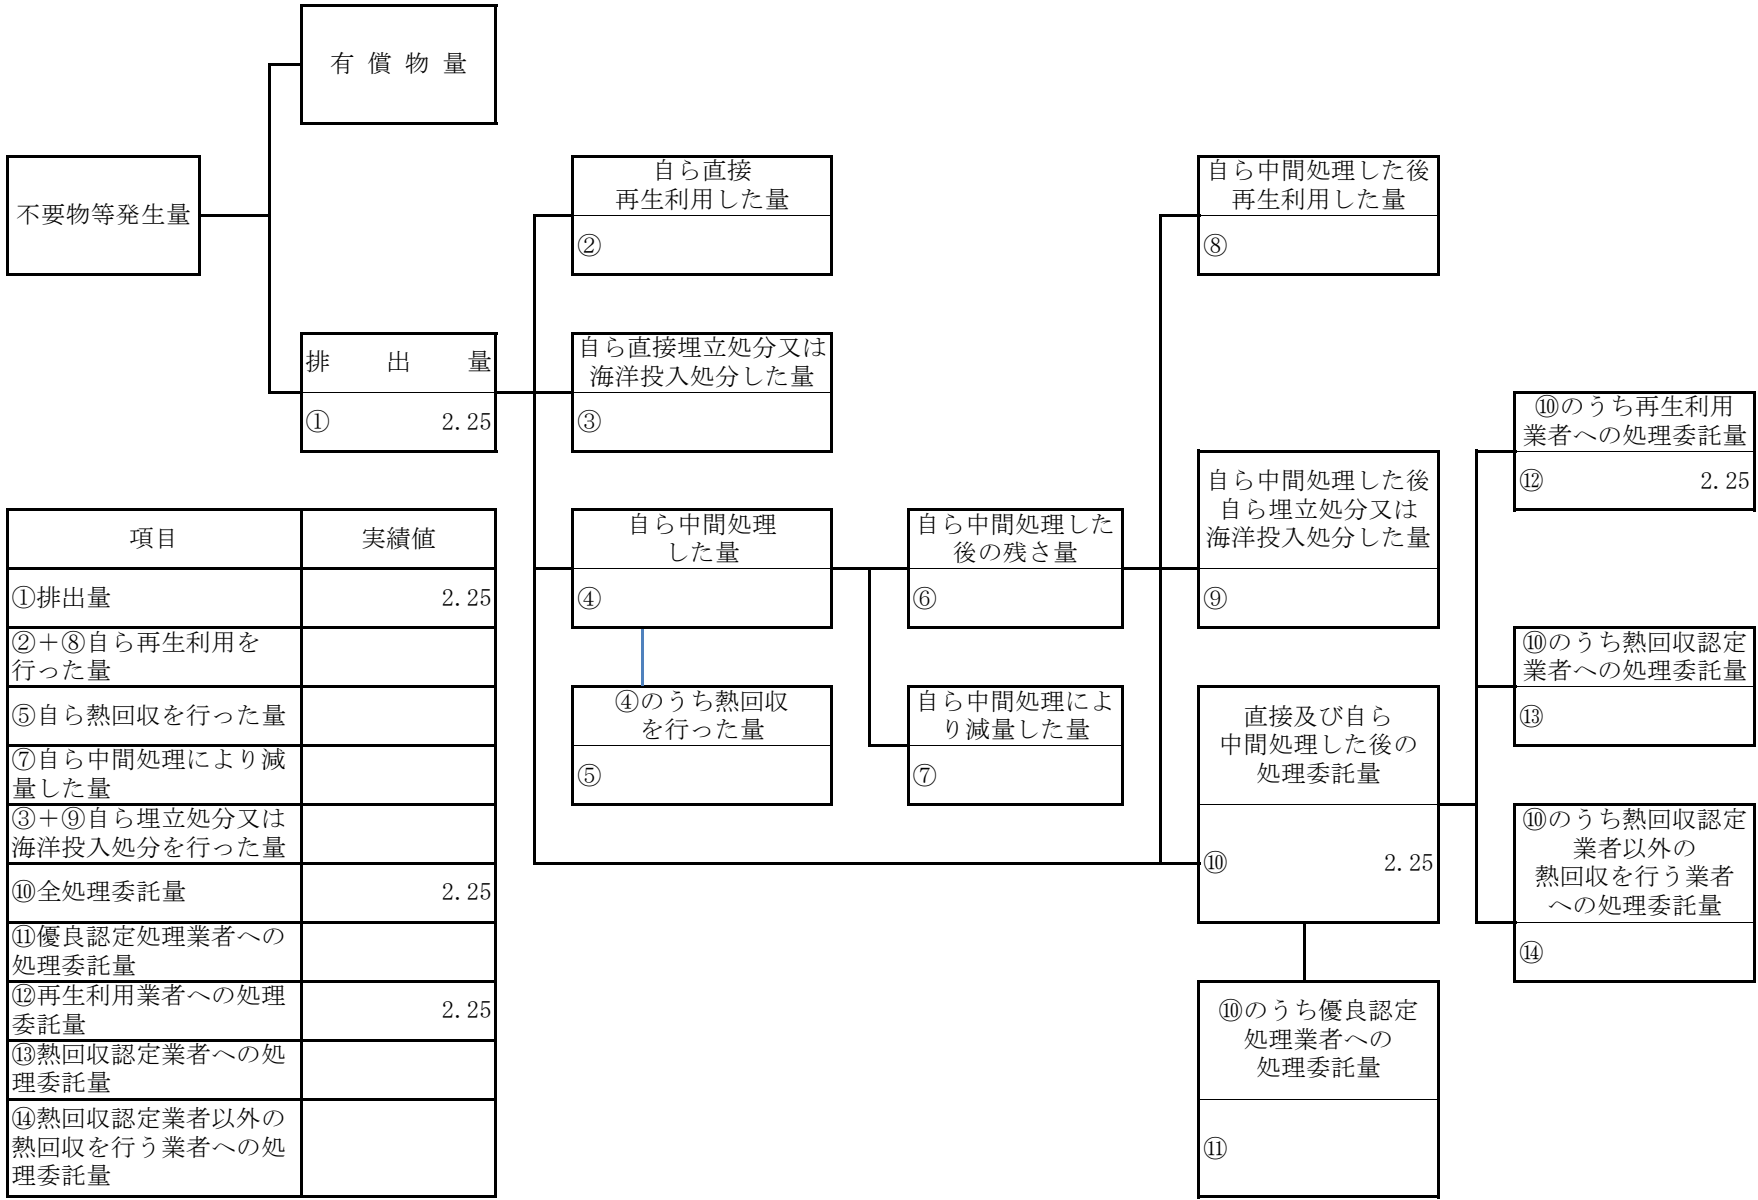 有 償 物 量
不要物等発生量
排 出 量
① 2.25
自ら直接
再生利用した量
②
自ら直接埋立処分又は
海洋投入処分した量
③
自ら中間処理
した量
④
④のうち熱回収
を行った量
⑤
自ら中間処理した
後の残さ量
⑥
自ら中間処理によ
り減量した量
⑦
自ら中間処理した後
再生利用した量
⑧
自ら中間処理した後
自ら埋立処分又は
海洋投入処分した量
⑨
直接及び自ら
中間処理した後の
処理委託量
⑩ 2.25
⑩のうち優良認定
処理業者への
処理委託量
⑪
⑩のうち再生利用
業者への処理委託量
⑫ 2.25
⑩のうち熱回収認定
業者への処理委託量
⑬
⑩のうち熱回収認定
業者以外の
熱回収を行う業者
への処理委託量
⑭
項目 実績値
①排出量 2.25
②＋⑧自ら再生利用を
行った量
⑤自ら熱回収を行った量
⑦自ら中間処理により減
量した量
③＋⑨自ら埋立処分又は
海洋投入処分を行った量
⑩全処理委託量 2.25
⑪優良認定処理業者への
処理委託量
⑫再生利用業者への処理
委託量 2.25
⑬熱回収認定業者への処
理委託量
⑭熱回収認定業者以外の
熱回収を行う業者への処
理委託量